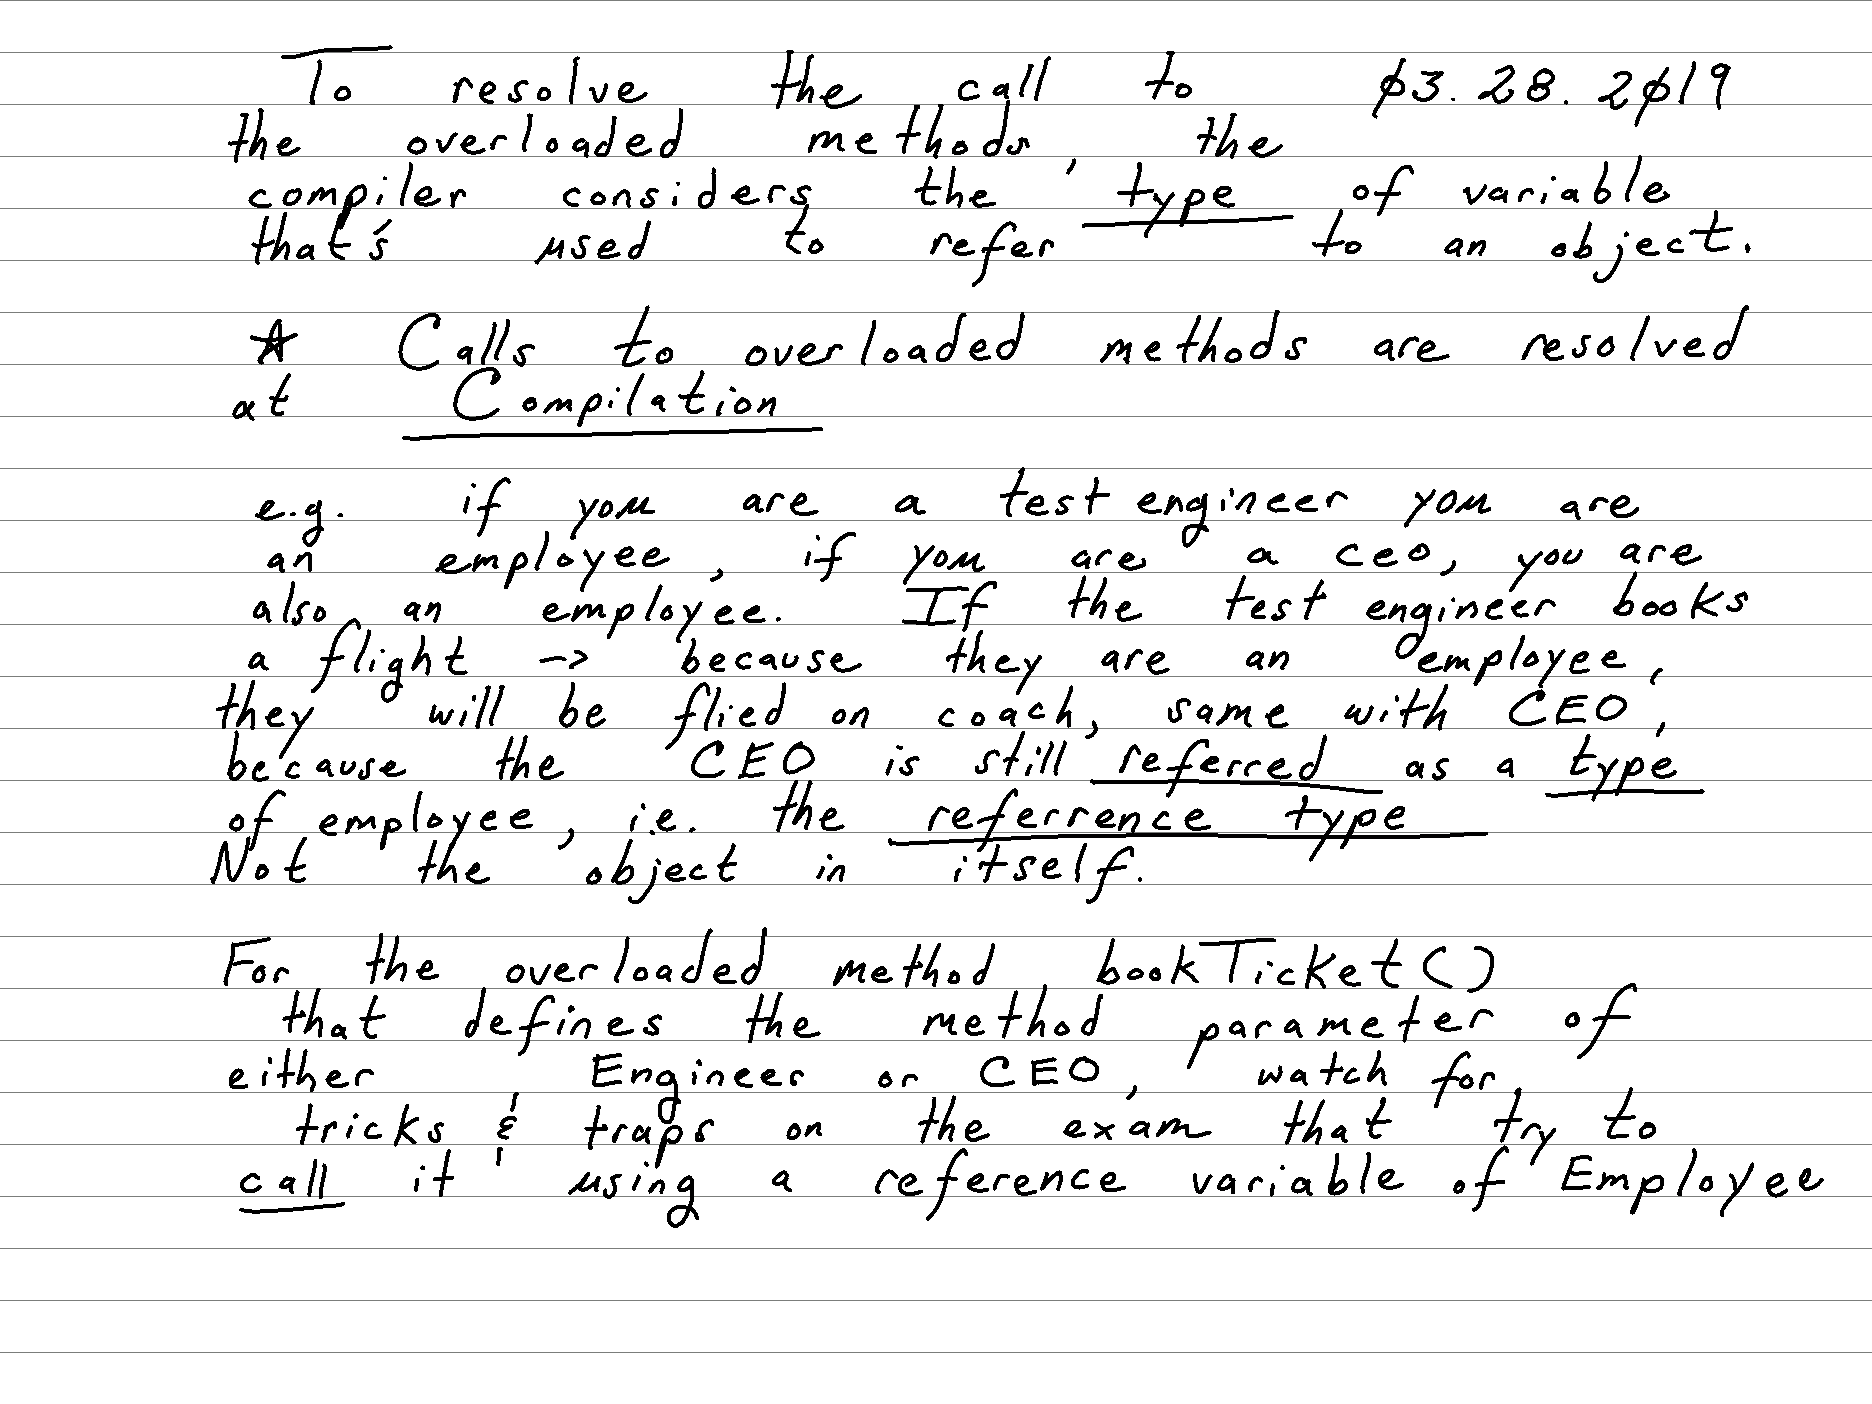 To resolve the call to 03.28.2019
the overloaded methods, the
compiler considers the type of variable
that's used to refer to an object.
☆ Calls to overloaded methods are resolved
at Compilation
e.g. if you are a test engineer you are
an employee, if you are a ceo, you are
also an employee. If the test engineer books
a flight -> because they are an employee,
they will be flied on coach, same with CEO,
because the CEO is still referred as a type
of employee, i.e. the referrence type
Not the object in itself.
For the overloaded method bookTicket()
that defines the method parameter of
either Engineer or CEO, watch for
tricks & traps on the exam that try to
call it using a reference variable of Employee